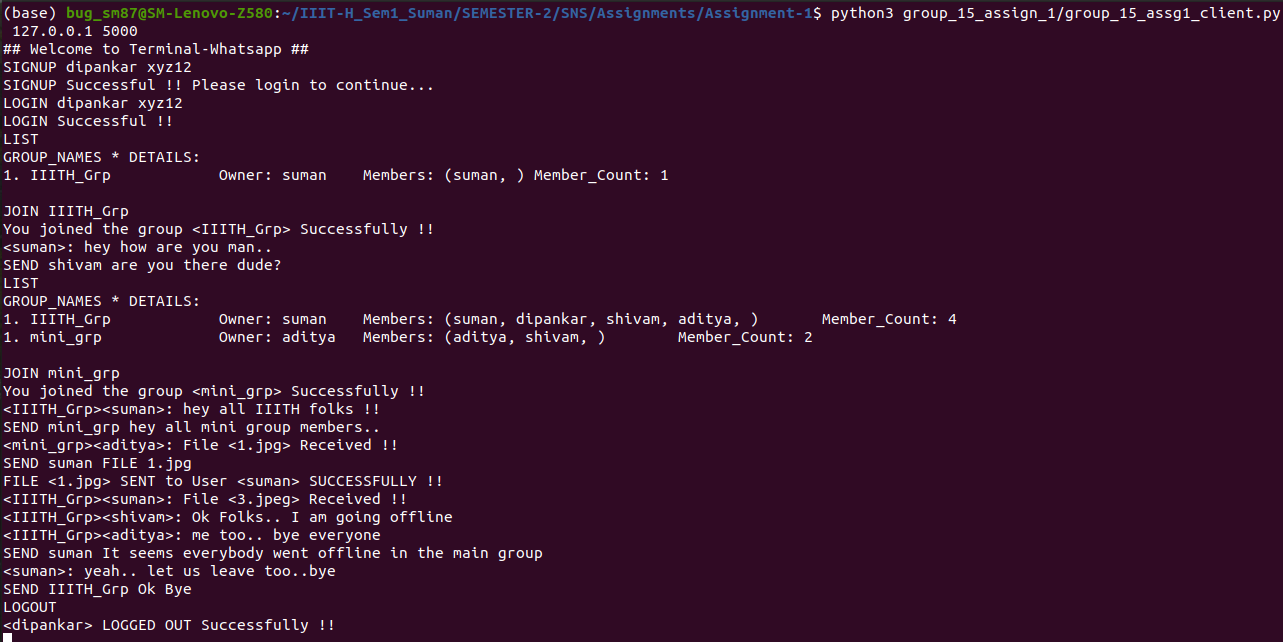 (base) bug_sm87@SM-Lenovo-Z580:~/IIIT-H_Sem1_Suman/SEMESTER-2/SNS/Assignments/Assignment-1$ python3 group_15_assign_1/group_15_assg1_client.py
127.0.0.1 5000
## Welcome to Terminal-Whatsapp ##
SIGNUP dipankar xyz12
SIGNUP Successful !! Please login to continue...
LOGIN dipankar xyz12
LOGIN Successful !!
LIST
GROUP_NAMES * DETAILS:
1. IIITH_Grp Owner: suman Members: (suman, ) Member_Count: 1
JOIN IIITH_Grp
You joined the group <IIITH_Grp> Successfully !!
<suman>: hey how are you man..
SEND shivam are you there dude?
LIST
GROUP_NAMES * DETAILS:
1. IIITH_Grp Owner: suman Members: (suman, dipankar, shivam, aditya, ) Member_Count: 4
1. mini_grp Owner: aditya Members: (aditya, shivam, ) Member_Count: 2
JOIN mini_grp
You joined the group <mini_grp> Successfully !!
<IIITH_Grp><suman>: hey all IIITH folks !!
SEND mini_grp hey all mini group members..
<mini_grp><aditya>: File <1.jpg> Received !!
SEND suman FILE 1.jpg
FILE <1.jpg> SENT to User <suman> SUCCESSFULLY !!
<IIITH_Grp><suman>: File <3.jpeg> Received !!
<IIITH_Grp><shivam>: Ok Folks.. I am going offline
<IIITH_Grp><aditya>: me too.. bye everyone
SEND suman It seems everybody went offline in the main group
<suman>: yeah.. let us leave too..bye
SEND IIITH_Grp Ok Bye
LOGOUT
<dipankar> LOGGED OUT Successfully !!